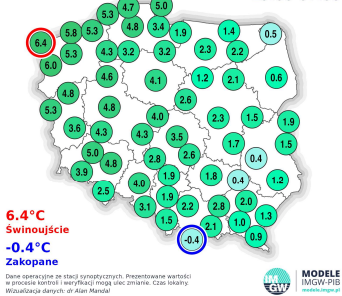 5.3 4.7 5.0
5.8 5.3 4.8 3.4 1.9 1.4 0.5
6.4 5.3 4.3 3.2 3.2 2.3 2.2
6.0 4.6 4.1 1.2 2.1 0.6
4.8 2.6
5.3 4.8 4.0 2.3 1.5 1.9
3.6 4.3 4.3 3.5 1.7 1.5
5.0 4.8 2.8 2.6 0.4
3.9 1.9 1.8 0.4 1.2
2.5 4.0 1.9
3.1 2.2 2.8 2.0
1.5 2.1 1.0 1.3
-0.4 0.9
6.4°C
Świnoujście
-0.4°C
Zakopane
Dane operacyjne ze stacji synoptycznych. Prezentowane wartości
w procesie kontroli i weryfikacji mogą ulec zmianie. Czas lokalny.
Wizualizacja danych: dr Alan Mandal
IM
GW
MODELE
IMGW-PIB
modele.imgw.pl